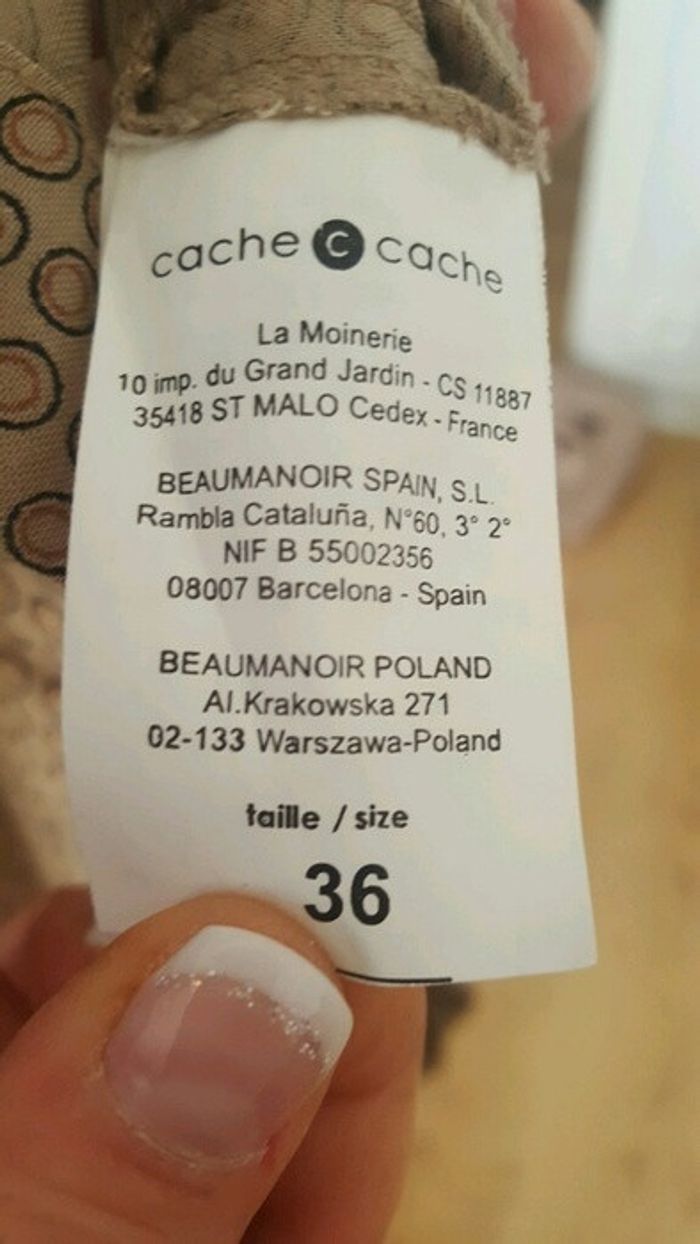 cache c cache
La Moinerie
10 imp. du Grand Jardin - CS 11887
35418 ST MALO Cedex - France
BEAUMANOIR SPAIN, S.L.
Rambla Cataluña, N°60, 3° 2°
NIF B 55002356
08007 Barcelona - Spain
BEAUMANOIR POLAND
Al.Krakowska 271
02-133 Warszawa-Poland
taille / size
36